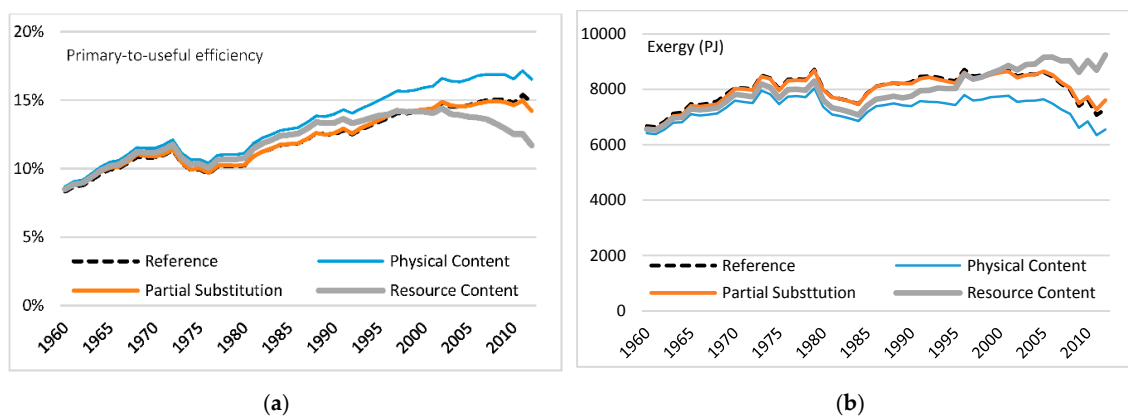 20%
Primary-to-useful efficiency
15%
10%
5%
0%
Reference
Physical Content
Partial Substitution
Resource Content
1960
1965
1970
1975
1980
1985
1990
1995
2000
2005
2010
(a)
10000
Exergy (PJ)
8000
6000
4000
2000
0
Reference
Physical Content
Partial Substtution
Resource Content
1960
1965
1970
1975
1980
1985
1990
1995
2000
2005
2010
(b)